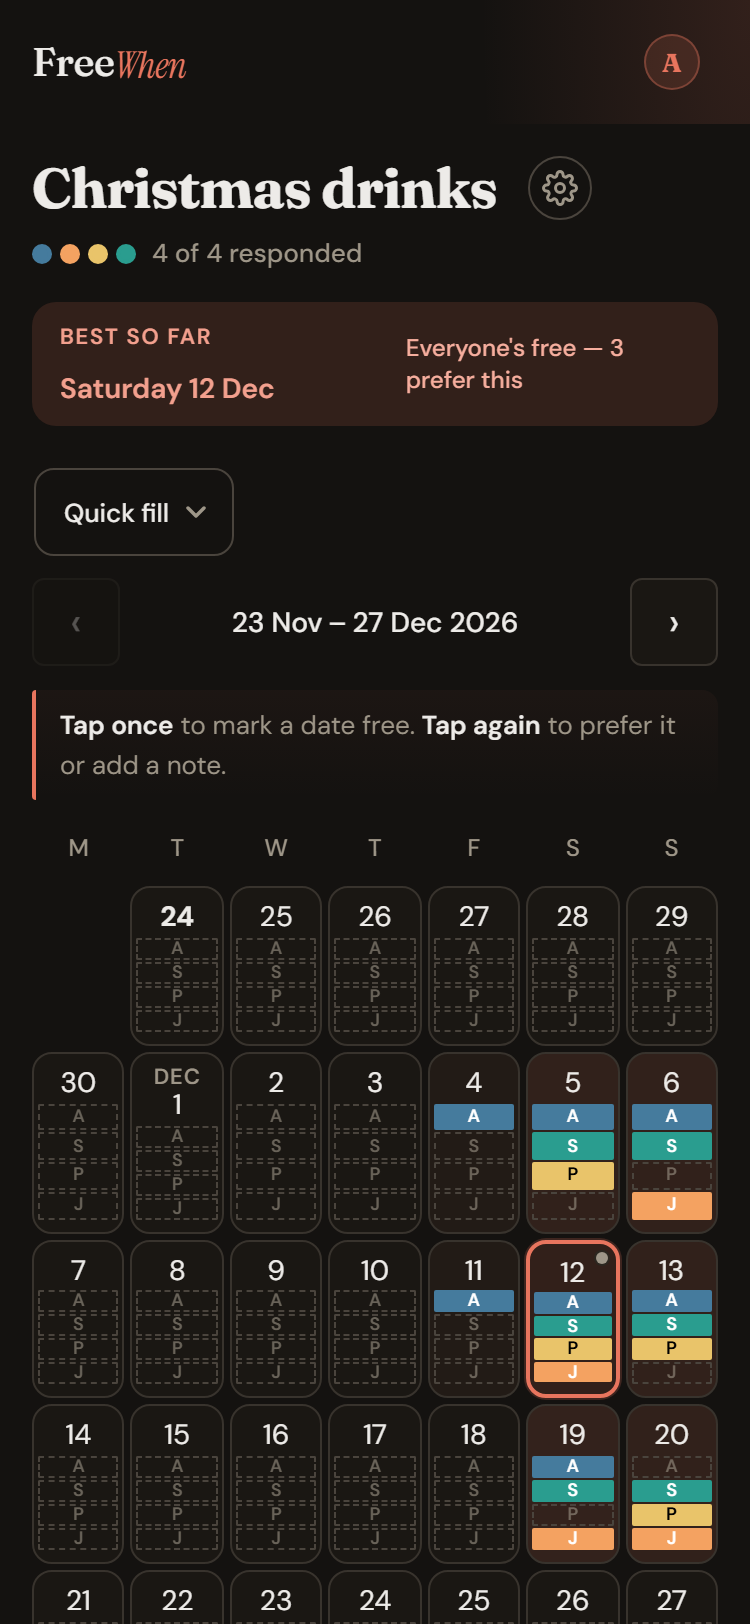 FreeWhen
A
Christmas drinks
4 of 4 responded
BEST SO FAR
Saturday 12 Dec
Everyone's free — 3
prefer this
Quick fill
‹
23 Nov – 27 Dec 2026
›
Tap once to mark a date free. Tap again to prefer it
or add a note.
M T W T F S S
24 25 26 27 28 29
A A A A A A
S S S S S S
P P P P P P
J J J J J J
30 DEC 1 2 3 4 5 6
A A A A A A A
S S S S S S S
P P P P P P P
J J J J J J J
7 8 9 10 11 12 13
A A A A A A A
S S S S S S S
P P P P P P P
J J J J J J J
14 15 16 17 18 19 20
A A A A A A A
S S S S S S S
P P P P P P P
J J J J J J J
21 22 23 24 25 26 27